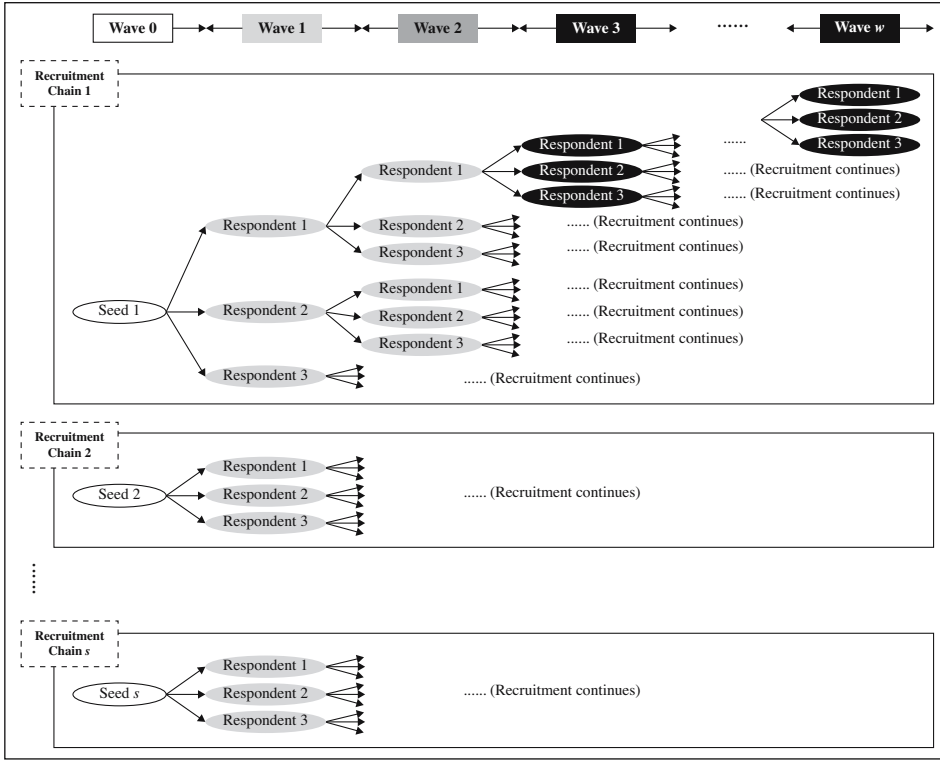 Wave 0 Wave 1 Wave 2 Wave 3 ...... Wave w
Recruitment
Chain 1
Respondent 1
Respondent 2
Respondent 3
......
Respondent 1
Respondent 2
Respondent 3
...... (Recruitment continues)
...... (Recruitment continues)
Respondent 1
Respondent 2
Respondent 3
...... (Recruitment continues)
...... (Recruitment continues)
Respondent 1
Respondent 1
Respondent 2
Respondent 3
...... (Recruitment continues)
...... (Recruitment continues)
...... (Recruitment continues)
Seed 1
Respondent 2
Respondent 3
...... (Recruitment continues)
Recruitment
Chain 2
Seed 2
Respondent 1
Respondent 2
Respondent 3
...... (Recruitment continues)
......
Recruitment
Chain s
Seed s
Respondent 1
Respondent 2
Respondent 3
...... (Recruitment continues)